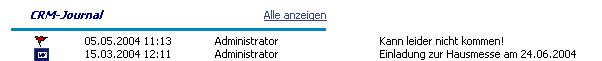 CRM-Journal Alle anzeigen
05.05.2004 11:13 Administrator Kann leider nicht kommen!
15.03.2004 12:11 Administrator Einladung zur Hausmesse am 24.06.2004